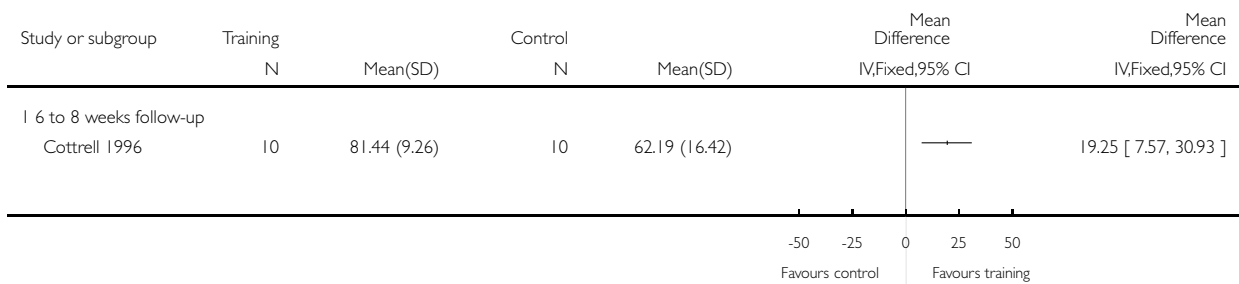 Mean Mean
Study or subgroup Training Control Difference Difference
N Mean(SD) N Mean(SD) IV,Fixed,95% CI IV,Fixed,95% CI
1 6 to 8 weeks follow-up
Cottrell 1996 10 81.44 (9.26) 10 62.19 (16.42) 19.25 [ 7.57, 30.93 ]
-50 -25 0 25 50
Favours control Favours training